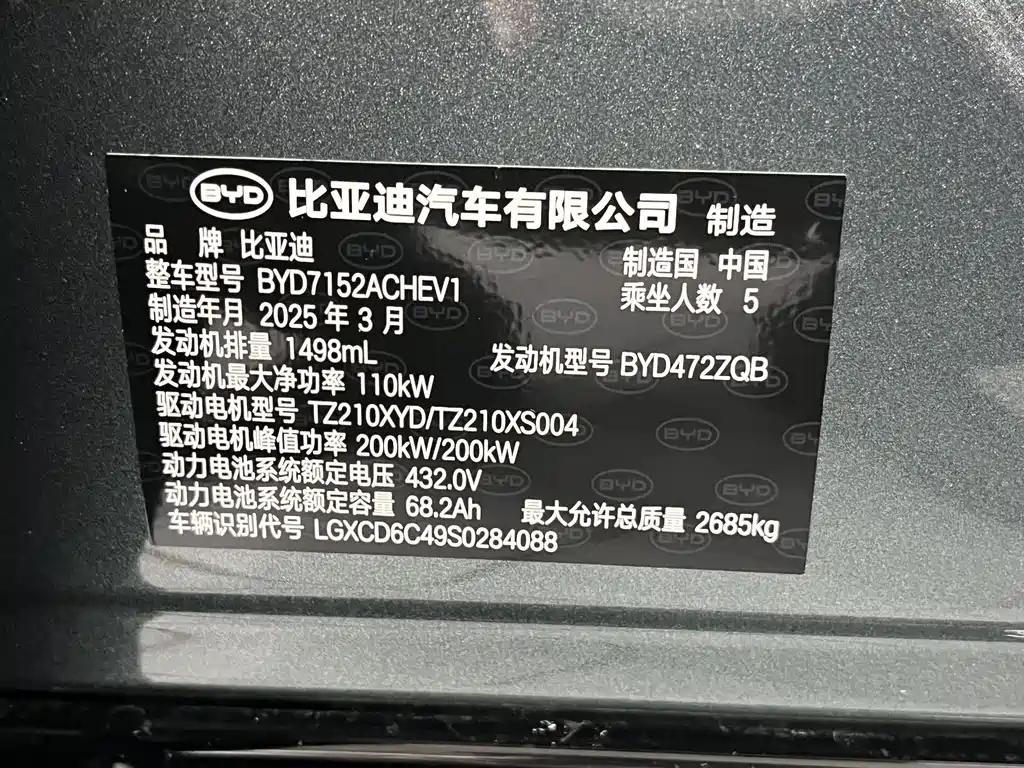 BYD 比亚迪汽车有限公司 制造
品 牌 比亚迪 制造国 中国
整车型号 BYD7152ACHEV1 乘坐人数 5
制造年月 2025 年 3 月
发动机排量 1498mL 发动机型号 BYD472ZQB
发动机最大净功率 110kW
驱动电机型号 TZ210XYD/TZ210XS004
驱动电机峰值功率 200kW/200kW
动力电池系统额定电压 432.0V
动力电池系统额定容量 68.2Ah 最大允许总质量 2685kg
车辆识别代号 LGXCD6C49S0284088